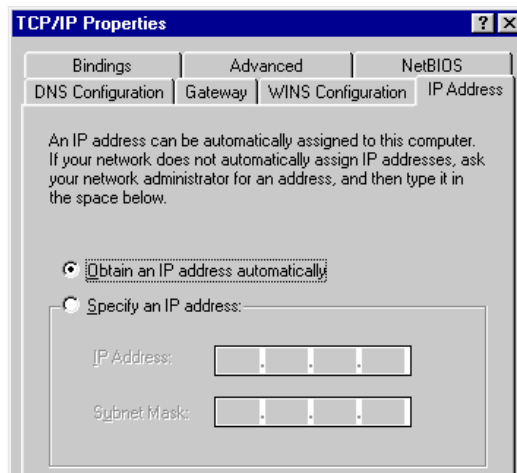 TCP/IP Properties
Bindings Advanced NetBIOS
DNS Configuration Gateway WINS Configuration IP Address
An IP address can be automatically assigned to this computer.
If your network does not automatically assign IP addresses, ask
your network administrator for an address, and then type it in
the space below.
Obtain an IP address automatically
Specify an IP address:
IP Address:
Subnet Mask: